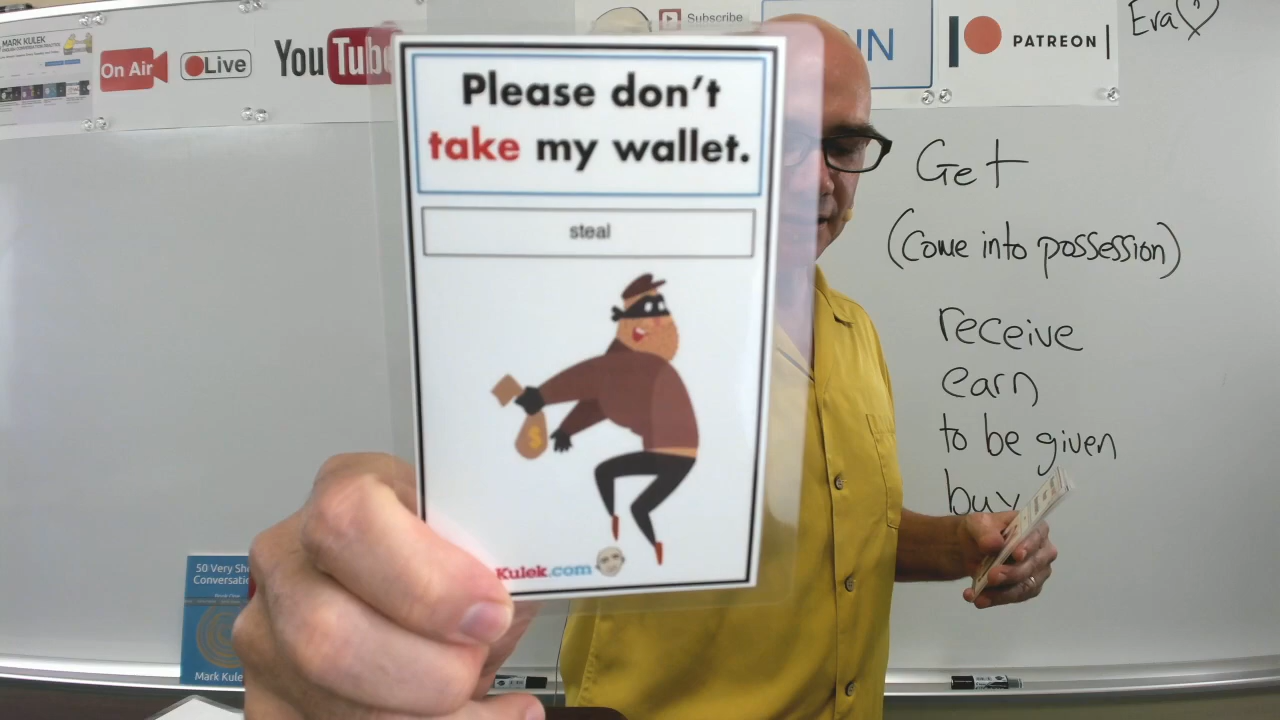 MARK KULEK
On Air
Live
YouTube
Subscribe
IN
PATREON
Eva
Please don't
take my wallet.
steal
$
Kulek.com
Get
(Come into possession)
receive
earn
to be given
buy
50 Very Sh
Conversatio
Mark Kule